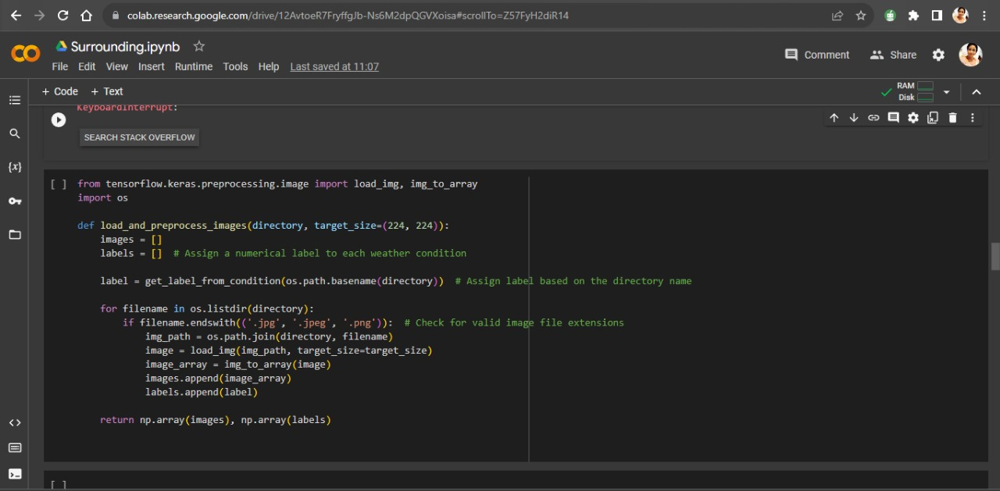 colab.research.google.com/drive/12AvtoeR7FryffgJb-Ns6M2dpQGVXoisa#scrollTo=Z57FyH2diR14
Surrounding.ipynb
Comment
Share
File Edit View Insert Runtime Tools Help Last saved at 11:07
+ Code + Text
RAM
Disk
KeyboardInterrupt:
SEARCH STACK OVERFLOW
{x}
[ ] from tensorflow.keras.preprocessing.image import load_img, img_to_array
import os
def load_and_preprocess_images(directory, target_size=(224, 224)):
images = []
labels = [] # Assign a numerical label to each weather condition
label = get_label_from_condition(os.path.basename(directory)) # Assign label based on the directory name
for filename in os.listdir(directory):
if filename.endswith(('.jpg', '.jpeg', '.png')): # Check for valid image file extensions
img_path = os.path.join(directory, filename)
image = load_img(img_path, target_size=target_size)
image_array = img_to_array(image)
images.append(image_array)
labels.append(label)
return np.array(images), np.array(labels)
[ ]